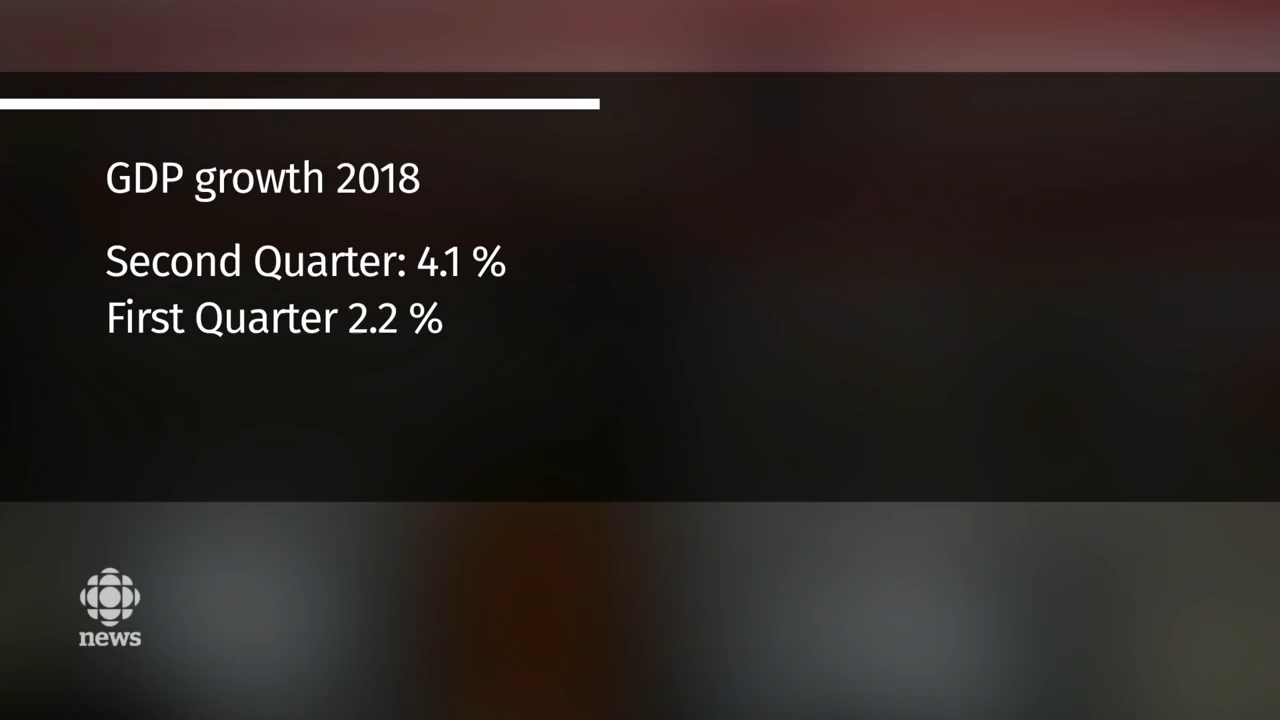 GDP growth 2018
Second Quarter: 4.1 %
First Quarter 2.2 %
news